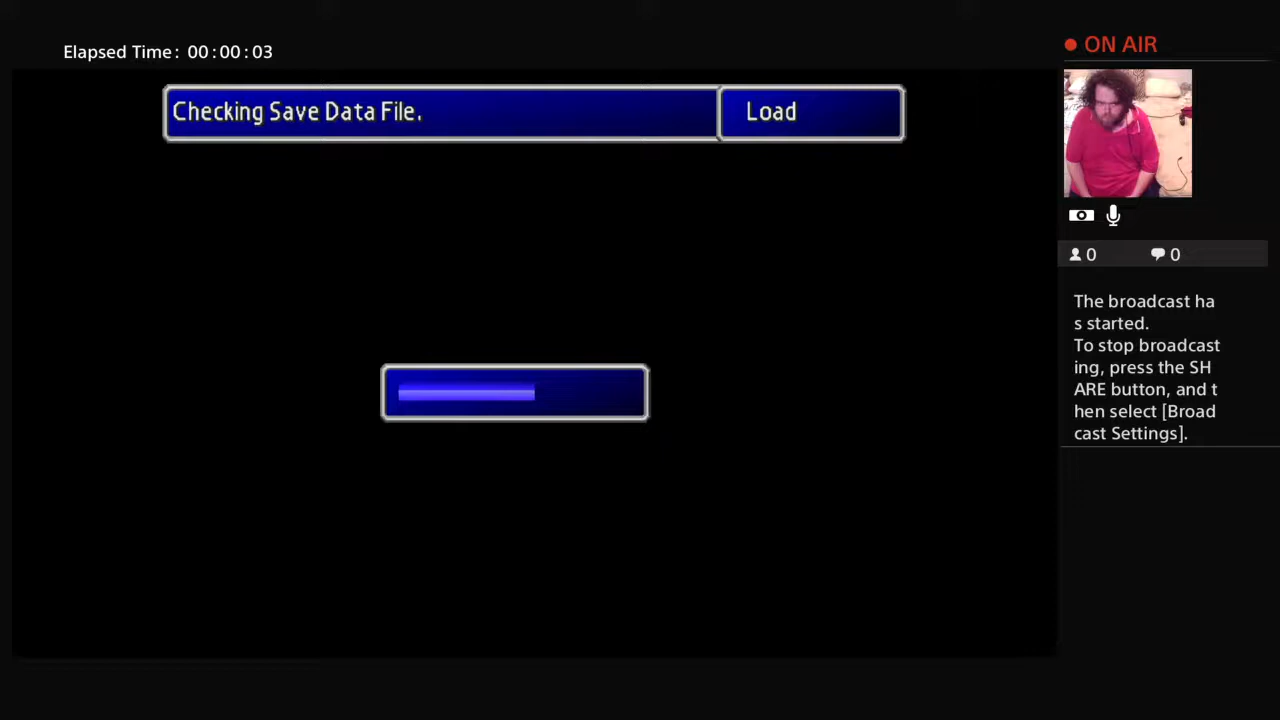 Elapsed Time: 00:00:03
ON AIR
Checking Save Data File.
Load
0
0
The broadcast ha
s started.
To stop broadcast
ing, press the SH
ARE button, and t
hen select [Broad
cast Settings].